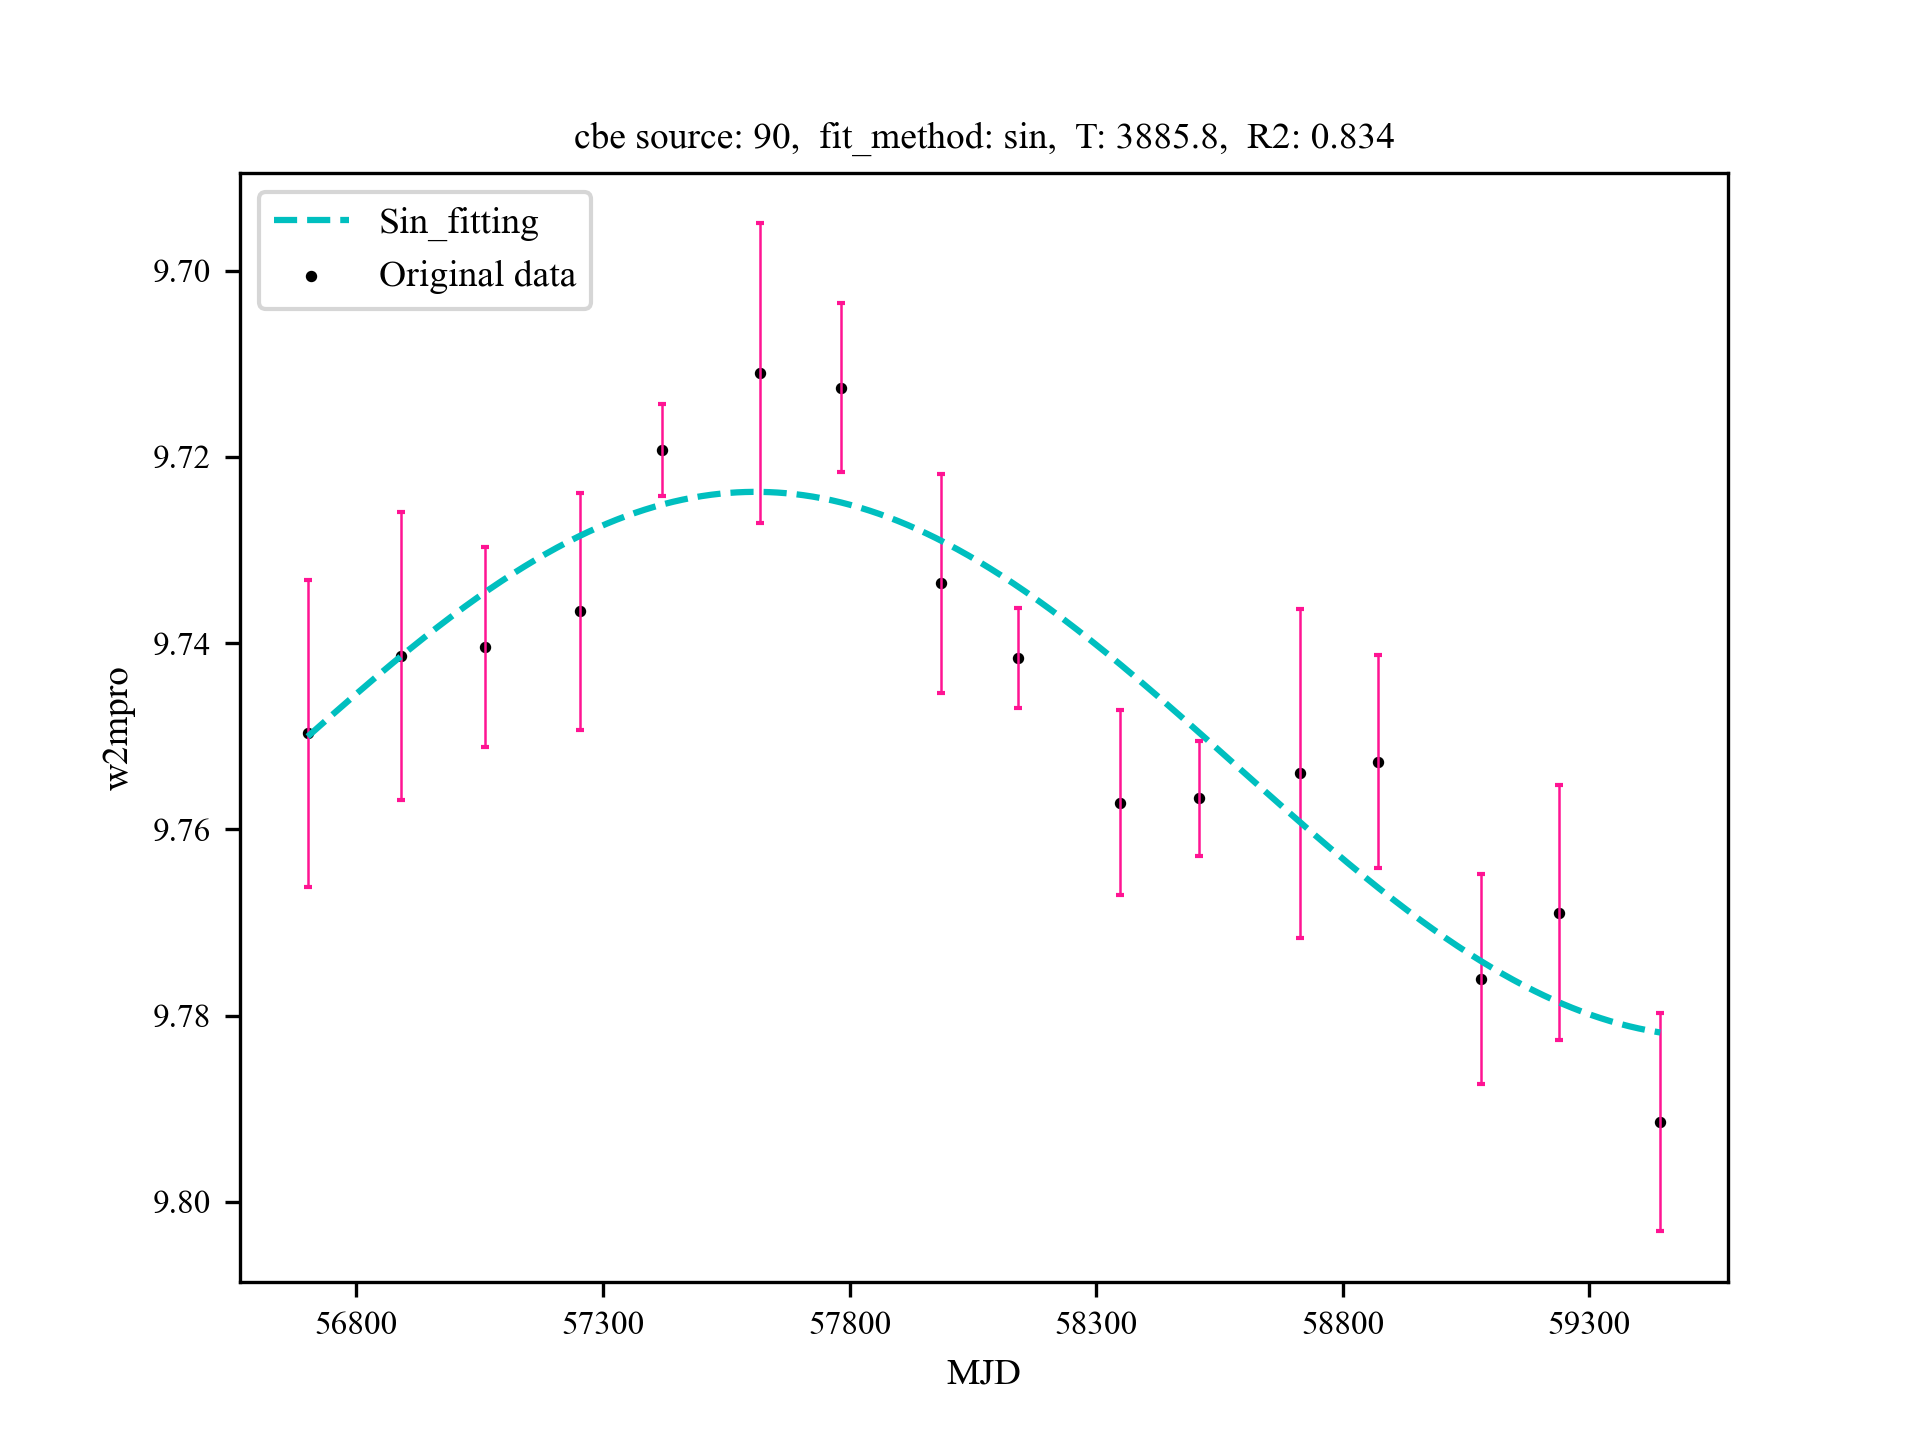 cbe source: 90,  fit_method: sin,  T: 3885.8,  R2: 0.834
Sin_fitting
Original data
9.70
9.72
9.74
9.76
9.78
9.80
w2mpro
56800
57300
57800
58300
58800
59300
MJD